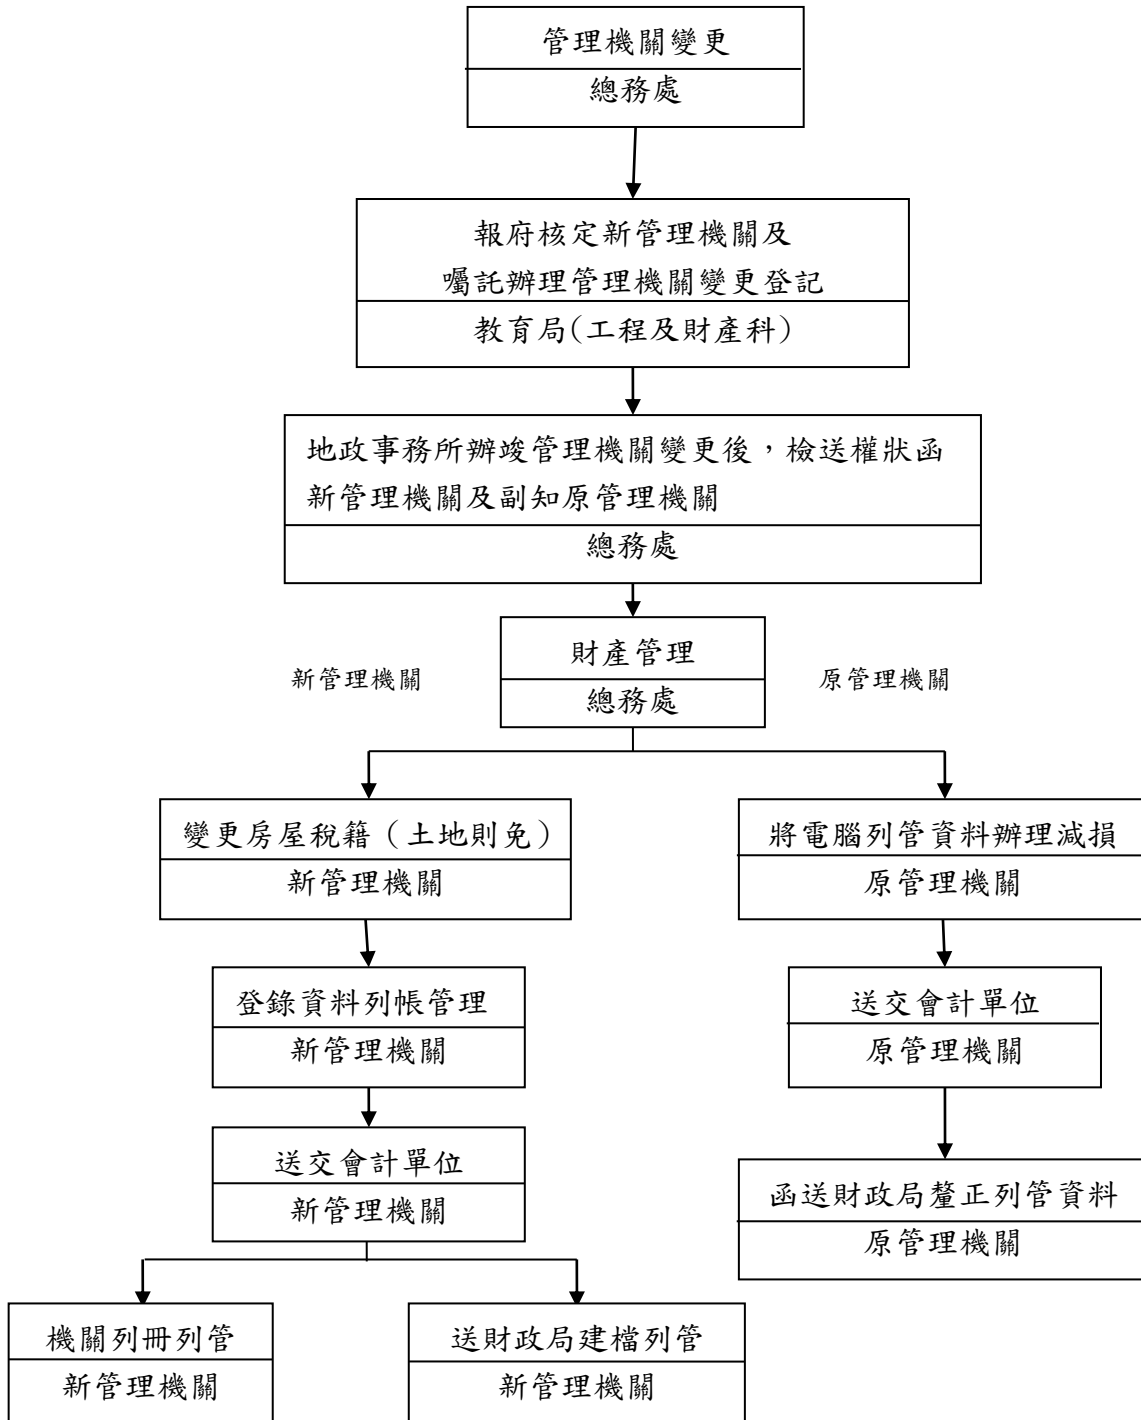 管理機關變更
總務處
報府核定新管理機關及
囑託辦理管理機關變更登記
教育局(工程及財產科)
地政事務所辦竣管理機關變更後，檢送權狀函
新管理機關及副知原管理機關
總務處
財產管理
總務處
新管理機關
原管理機關
變更房屋稅籍（土地則免）
新管理機關
將電腦列管資料辦理減損
原管理機關
登錄資料列帳管理
新管理機關
送交會計單位
原管理機關
送交會計單位
新管理機關
函送財政局釐正列管資料
原管理機關
機關列冊列管
新管理機關
送財政局建檔列管
新管理機關